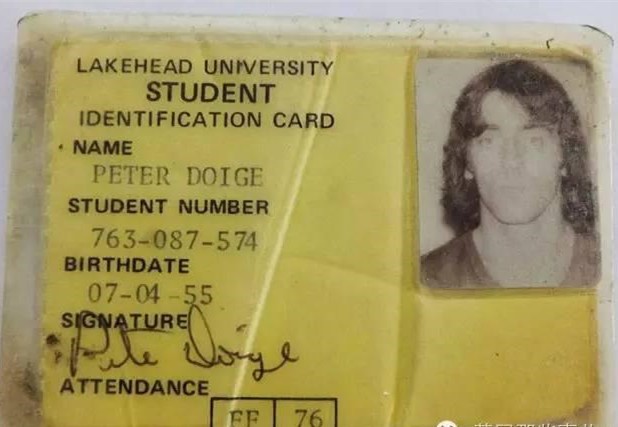 LAKEHEAD UNIVERSITY
STUDENT
IDENTIFICATION CARD
NAME
PETER DOIGE
STUDENT NUMBER
763-087-574
BIRTHDATE
07-04-55
SIGNATURE
Pete Doige
ATTENDANCE
76